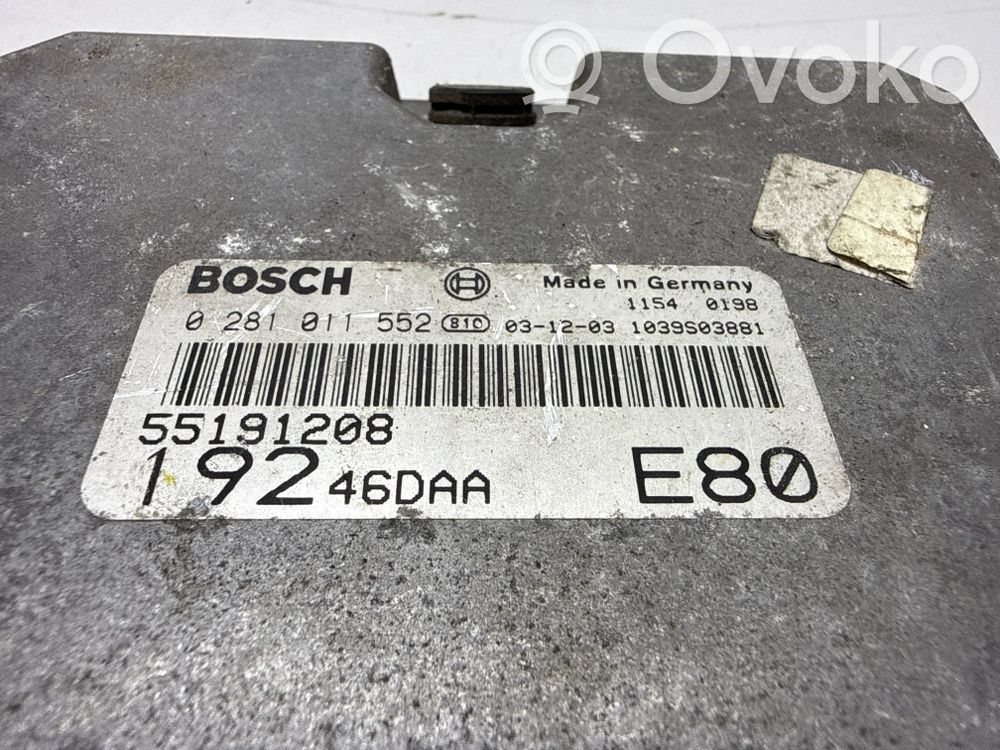 Ovoko
BOSCH Made in Germany
1154 0198
0 281 011 552 810 03-12-03 1039S03881
55191208
192 46DAA E80